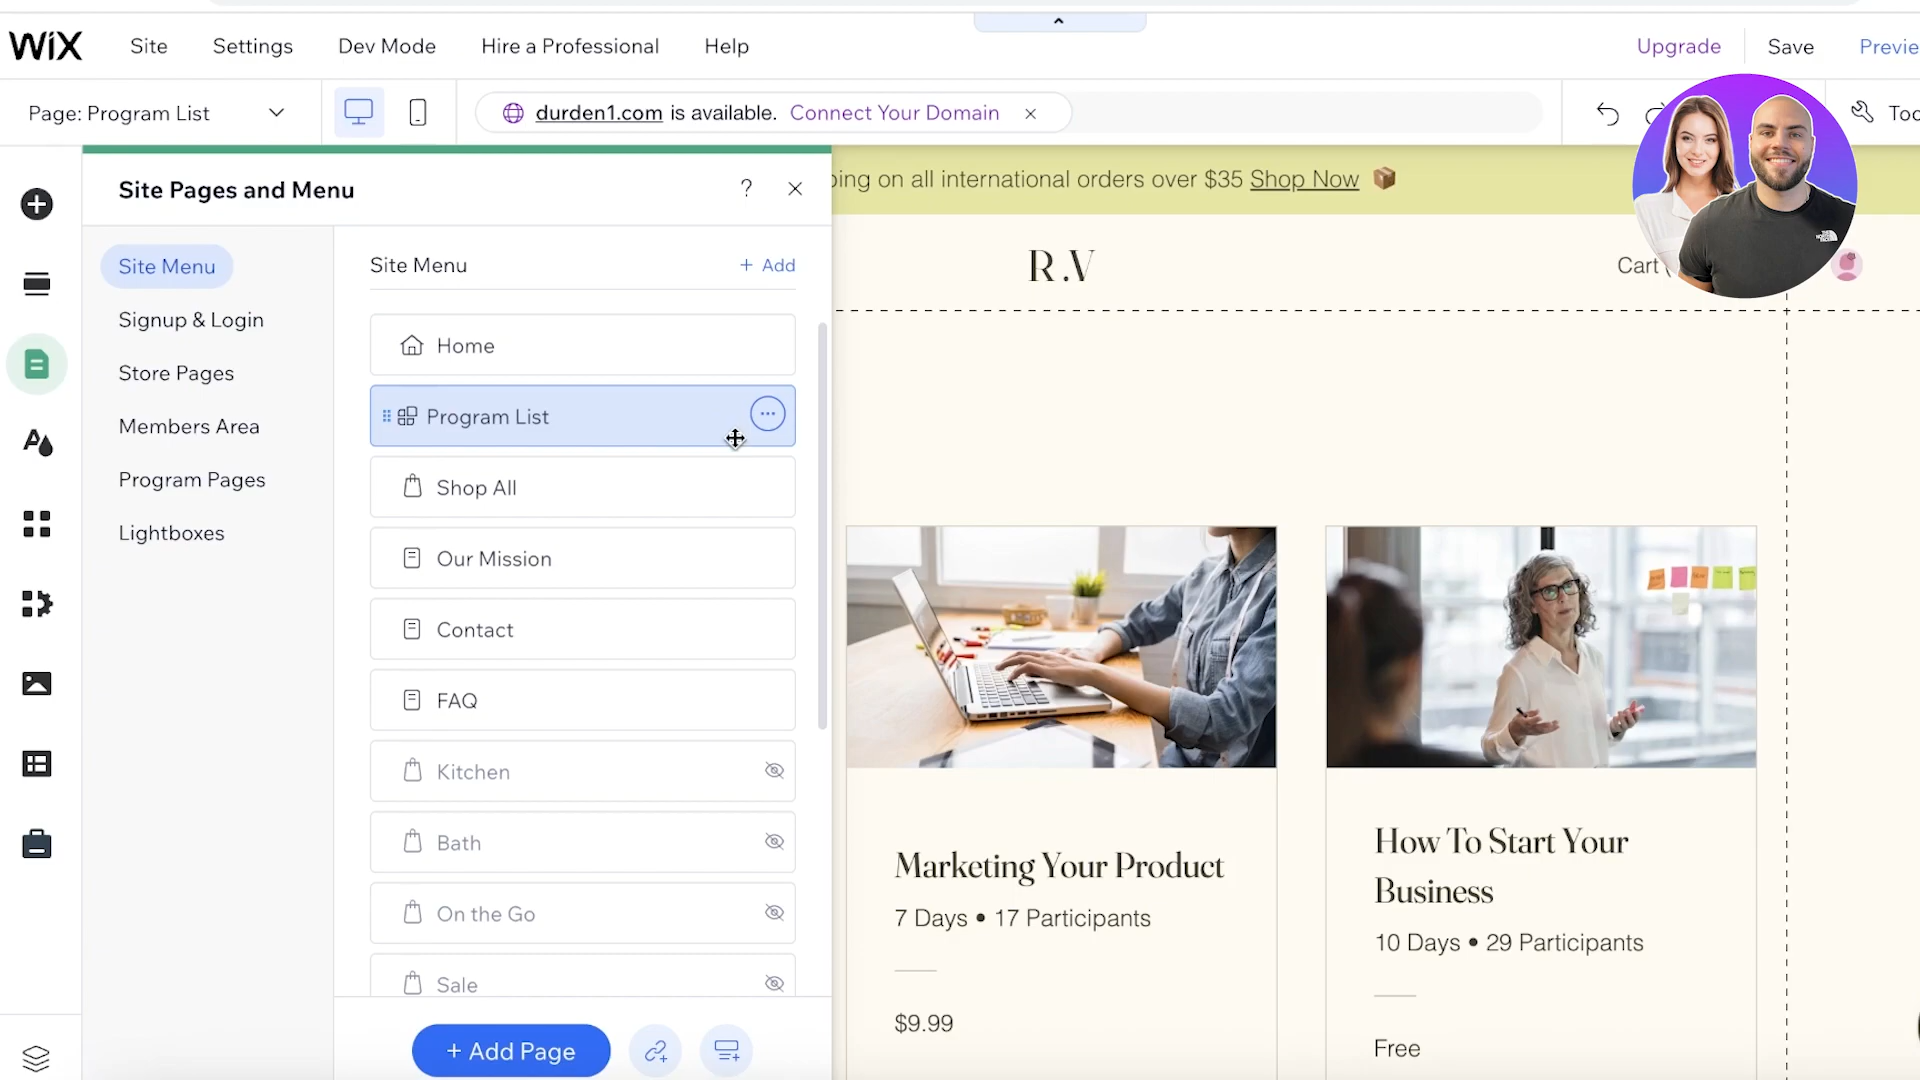 WIX
Site
Settings
Dev Mode
Hire a Professional
Help
Upgrade
Save
Previe
Page: Program List
durden1.com is available. Connect Your Domain
Too
Site Pages and Menu
?
ping on all international orders over $35 Shop Now
Site Menu
Signup & Login
Store Pages
Members Area
Program Pages
Lightboxes
Site Menu
+ Add
Home
Program List
Shop All
Our Mission
Contact
FAQ
Kitchen
Bath
On the Go
Sale
+ Add Page
R.V
Cart (
Marketing Your Product
7 Days • 17 Participants
$9.99
How To Start Your
Business
10 Days • 29 Participants
Free